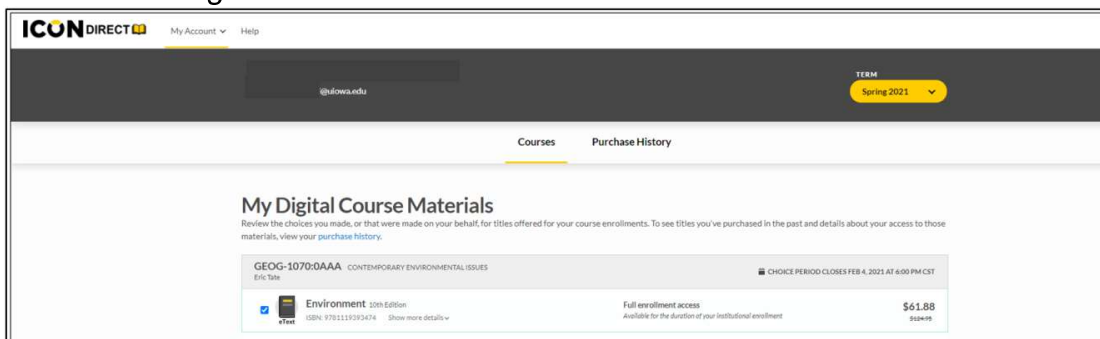 ICON DIRECT
My Account
Help
@uiowa.edu
TERM
Spring 2021
Courses
Purchase History
My Digital Course Materials
Review the choices you made, or that were made on your behalf, for titles offered for your course enrollments. To see titles you've purchased in the past and details about your access to those
materials, view your purchase history.
GEOG-1070:0AAA CONTEMPORARY ENVIRONMENTAL ISSUES
Eric Tate
CHOICE PERIOD CLOSES FEB 4, 2021 AT 6:00 PM CST
eText
Environment 10th Edition
ISBN: 9781119393474 Show more details
Full enrollment access
Available for the duration of your institutional enrollment
$61.88
$124.95